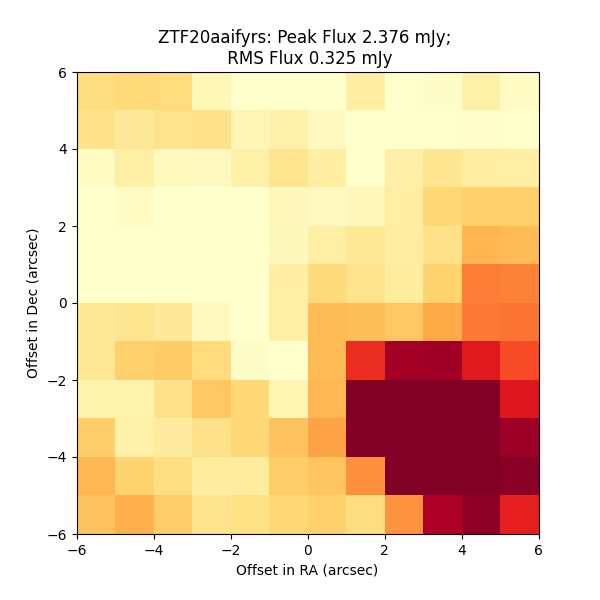 ZTF20aaifyrs: Peak Flux 2.376 mJy;
RMS Flux 0.325 mJy
6
4
2
0
−2
−4
−6
Offset in Dec (arcsec)
−6 −4 −2 0 2 4 6
Offset in RA (arcsec)